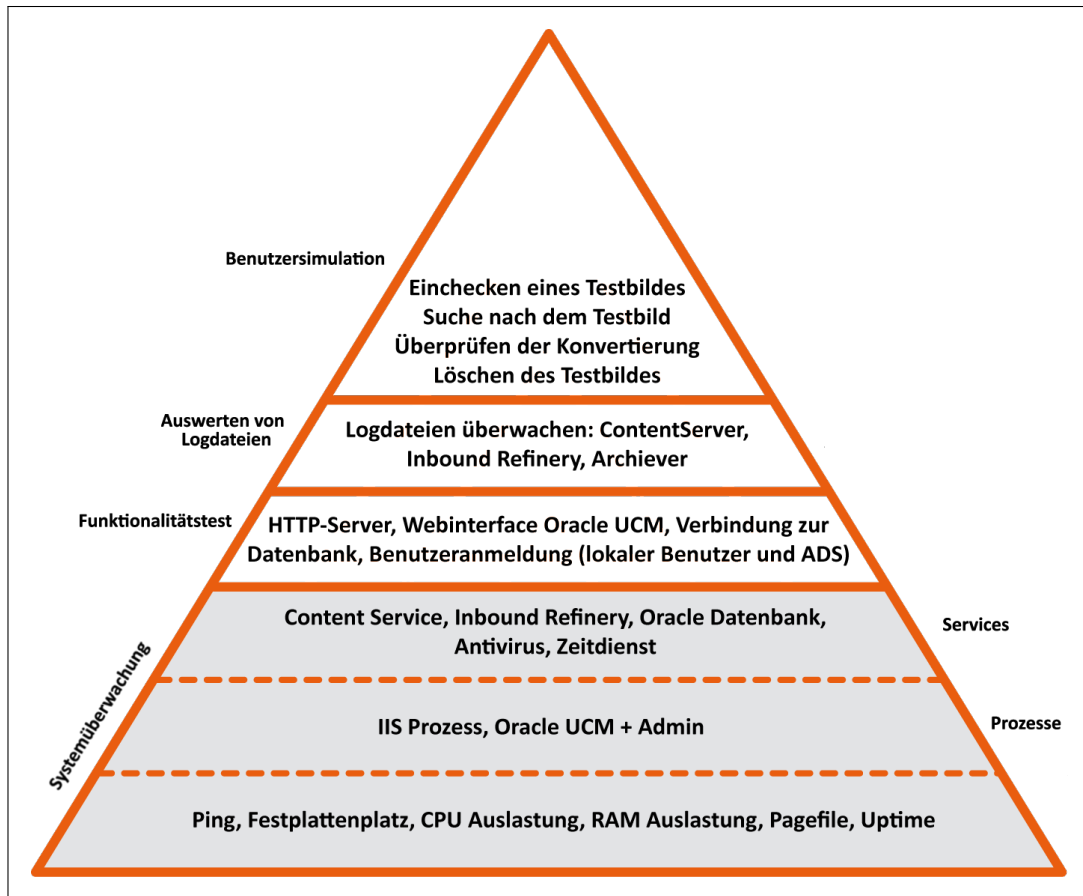 Benutzersimulation
Einchecken eines Testbildes
Suche nach dem Testbild
Überprüfen der Konvertierung
Löschen des Testbildes
Auswerten von
Logdateien
Logdateien überwachen: ContentServer,
Inbound Refinery, Archiever
Funktionalitätstest
HTTP-Server, Webinterface Oracle UCM, Verbindung zur
Datenbank, Benutzeranmeldung (lokaler Benutzer und ADS)
Systemüberwachung
Content Service, Inbound Refinery, Oracle Datenbank,
Antivirus, Zeitdienst
Services
IIS Prozess, Oracle UCM + Admin
Prozesse
Ping, Festplattenplatz, CPU Auslastung, RAM Auslastung, Pagefile, Uptime